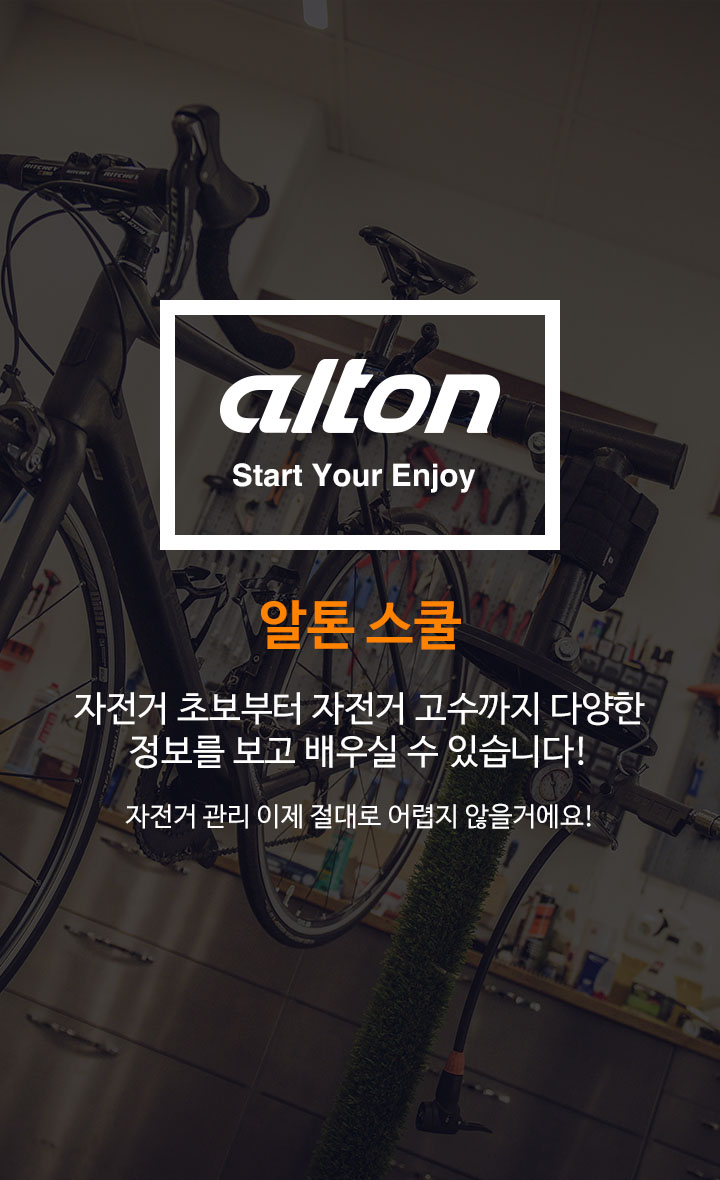 RITCHEY
RITCHEY
alton
Start Your Enjoy
알톤 스쿨
자전거 초보부터 자전거 고수까지 다양한
정보를 보고 배우실 수 있습니다!
자전거 관리 이제 절대로 어렵지 않을거에요!